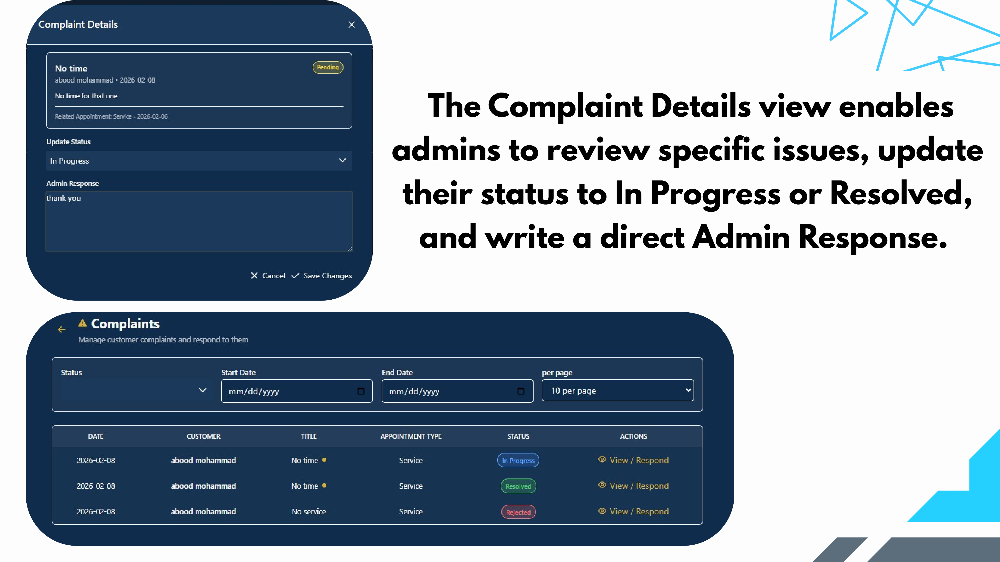 Complaint Details
No time
Pending
abood mohammad • 2026-02-08
No time for that one
Related Appointment: Service - 2026-02-06
Update Status
In Progress
Admin Response
thank you
Cancel
Save Changes
The Complaint Details view enables
admins to review specific issues, update
their status to In Progress or Resolved,
and write a direct Admin Response.
Complaints
Manage customer complaints and respond to them
Status Start Date End Date per page
mm/dd/yyyy mm/dd/yyyy 10 per page
DATE CUSTOMER TITLE APPOINTMENT TYPE STATUS ACTIONS
2026-02-08 abood mohammad No time Service In Progress View / Respond
2026-02-08 abood mohammad No time Service Resolved View / Respond
2026-02-08 abood mohammad No service Service Rejected View / Respond